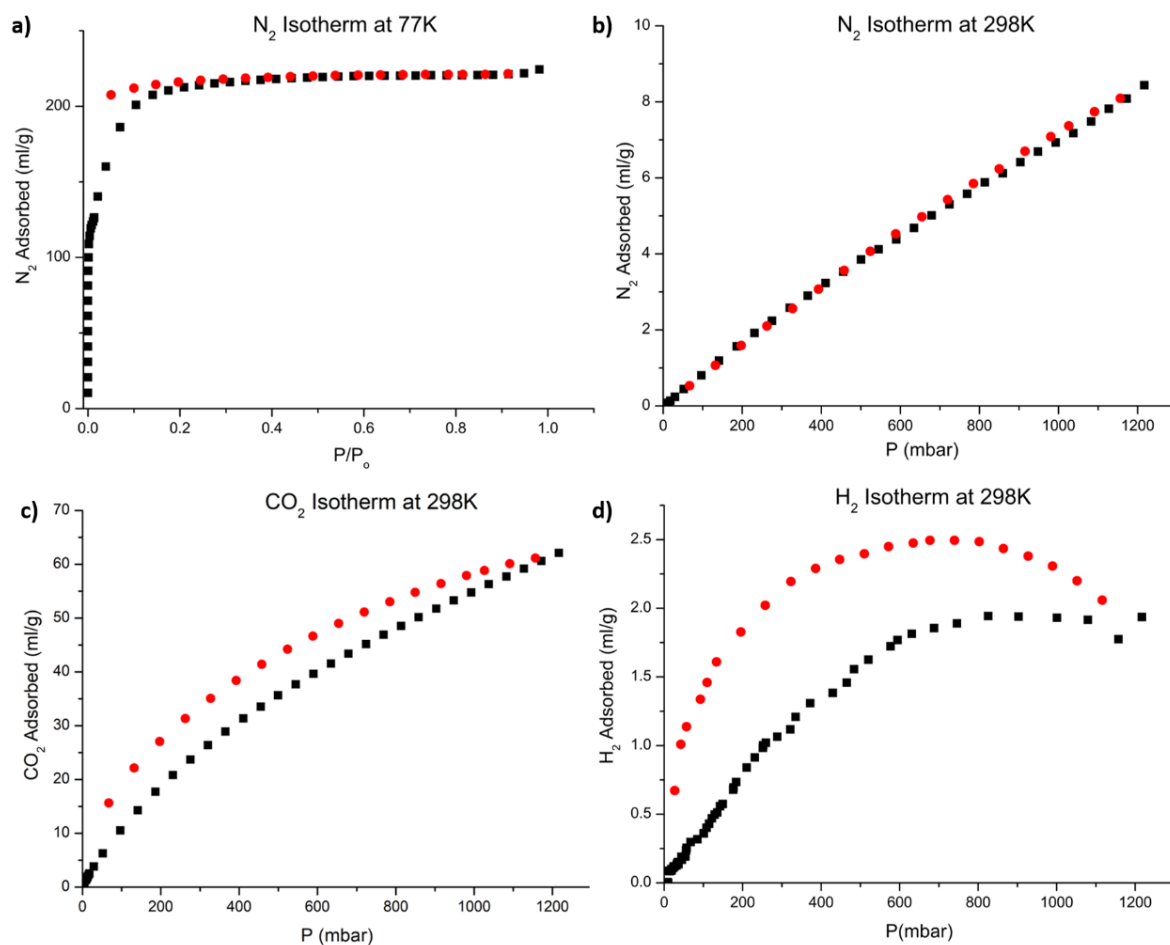 a)
N₂ Isotherm at 77K
N₂ Adsorbed (ml/g)
200
100
0
0.0 0.2 0.4 0.6 0.8 1.0
P/Pₒ
b)
N₂ Isotherm at 298K
N₂ Adsorbed (ml/g)
10
8
6
4
2
0
0 200 400 600 800 1000 1200
P (mbar)
c)
CO₂ Isotherm at 298K
CO₂ Adsorbed (ml/g)
70
60
50
40
30
20
10
0
0 200 400 600 800 1000 1200
P (mbar)
d)
H₂ Isotherm at 298K
H₂ Adsorbed (ml/g)
2.5
2.0
1.5
1.0
0.5
0.0
0 200 400 600 800 1000 1200
P(mbar)